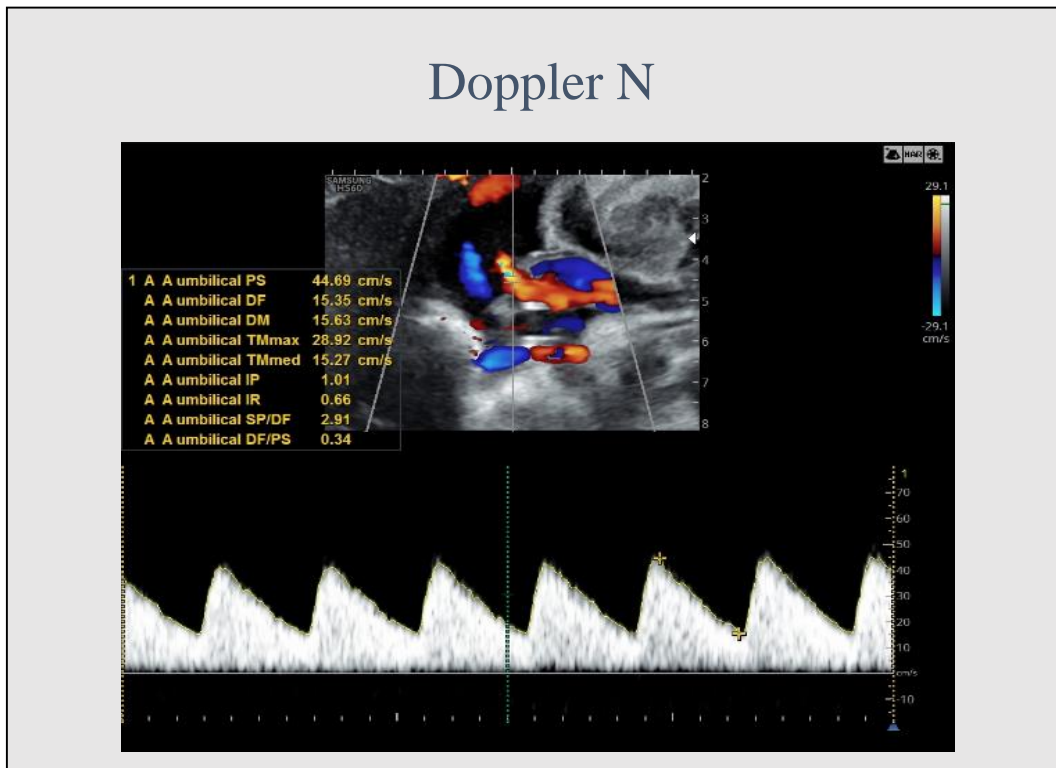 Doppler N
HAR
SAMSUNG
HS60
2
3
4
5
6
7
8
29.1
-29.1
cm/s
1 A A umbilical PS 44.69 cm/s
A A umbilical DF 15.35 cm/s
A A umbilical DM 15.63 cm/s
A A umbilical TMmax 28.92 cm/s
A A umbilical TMmed 15.27 cm/s
A A umbilical IP 1.01
A A umbilical IR 0.66
A A umbilical SP/DF 2.91
A A umbilical DF/PS 0.34
1
70
60
50
40
30
20
10
cm/s
-10